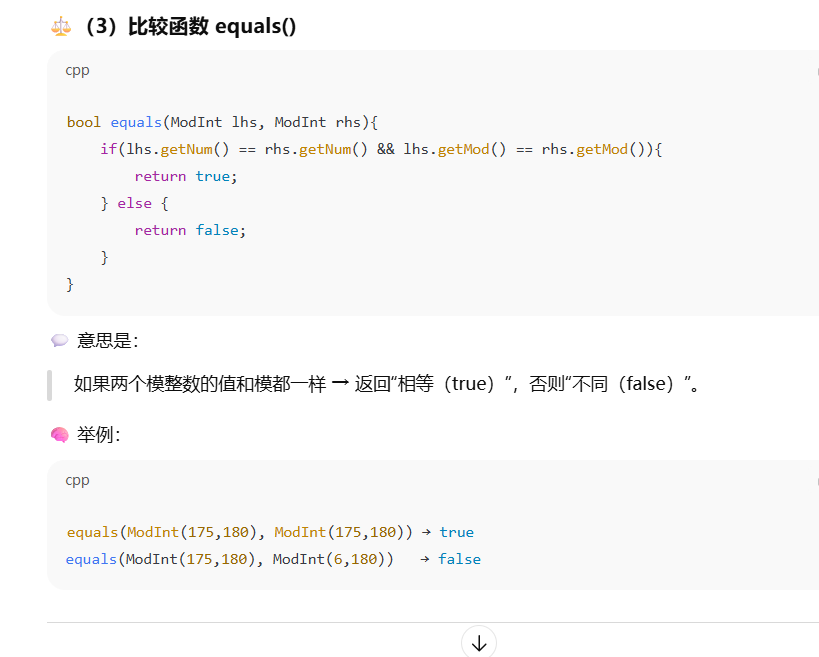 ⚖️（3）比较函数 equals()
cpp
bool equals(ModInt lhs, ModInt rhs){
    if(lhs.getNum() == rhs.getNum() && lhs.getMod() == rhs.getMod()){
        return true;
    } else {
        return false;
    }
}
💬 意思是：
如果两个模整数的值和模都一样 → 返回“相等（true）”，否则“不同（false）”。
🧠 举例：
cpp
equals(ModInt(175,180), ModInt(175,180)) → true
equals(ModInt(175,180), ModInt(6,180))   → false